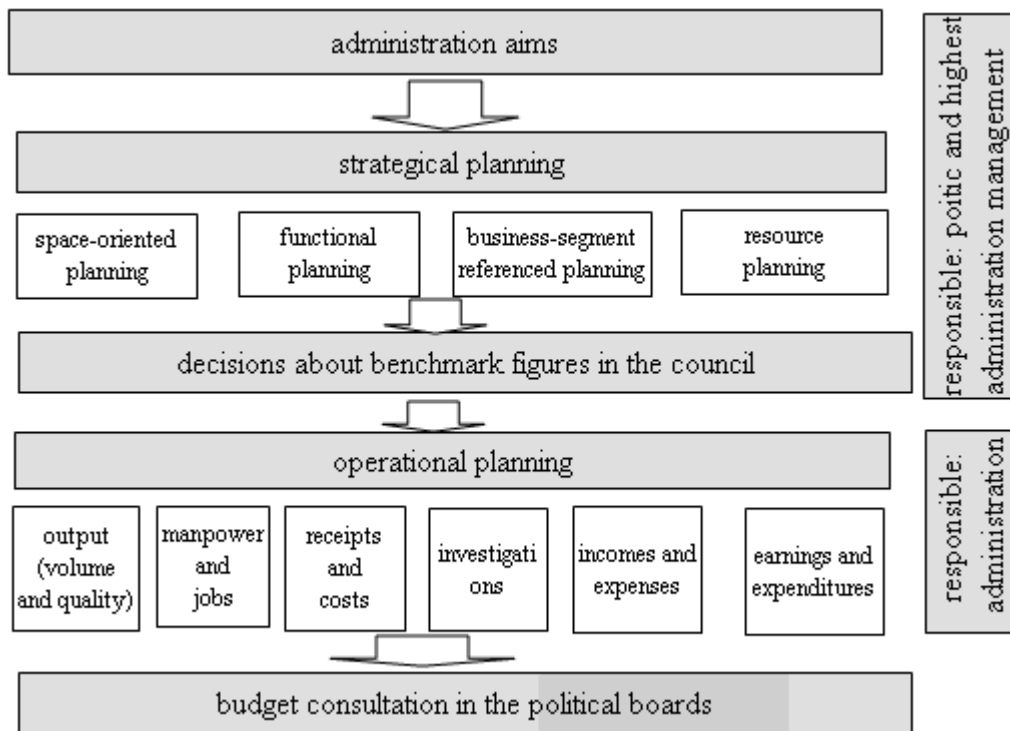 administration aims
strategical planning
space-oriented
planning
functional
planning
business-segment
referenced planning
resource
planning
decisions about benchmark figures in the council
responsible: poitic and highest
administration management
operational planning
output
(volume
and quality)
manpower
and
jobs
receipts
and
costs
investigati
ons
incomes and
expenses
earnings and
expenditures
responsible:
administration
budget consultation in the political boards